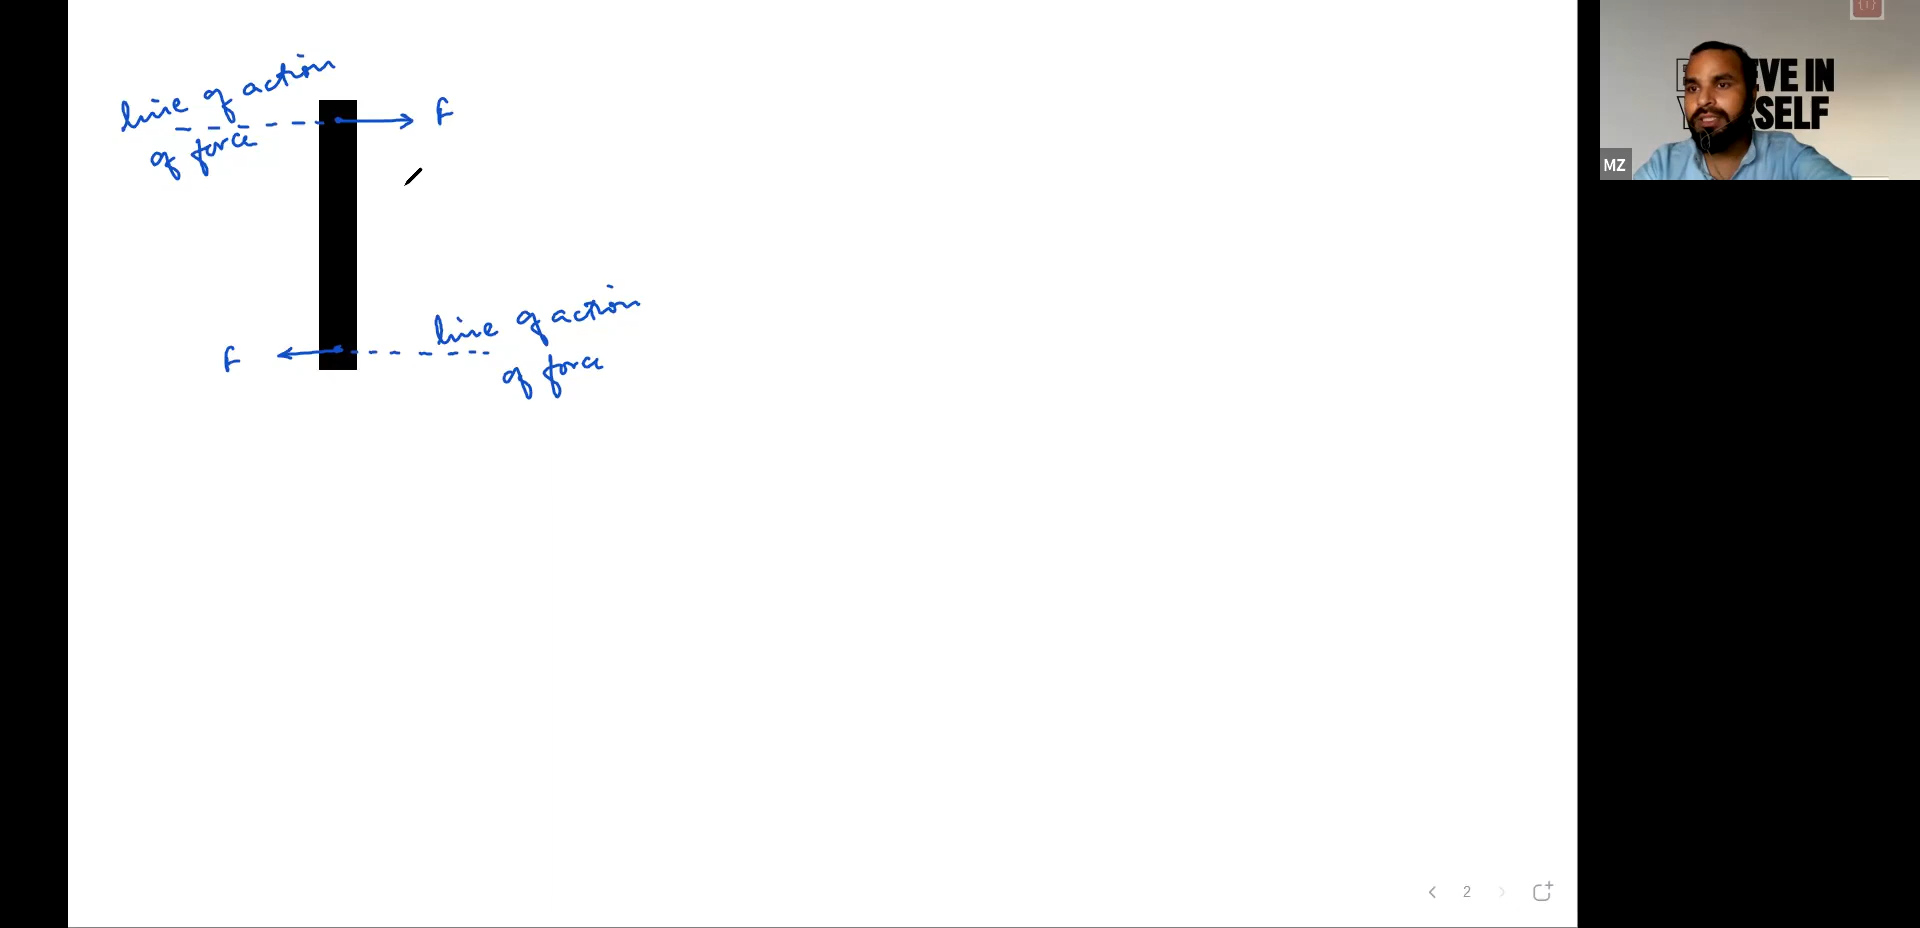 line of action
of force
F
line of action
of force
F
EVE IN
SELF
MZ
2